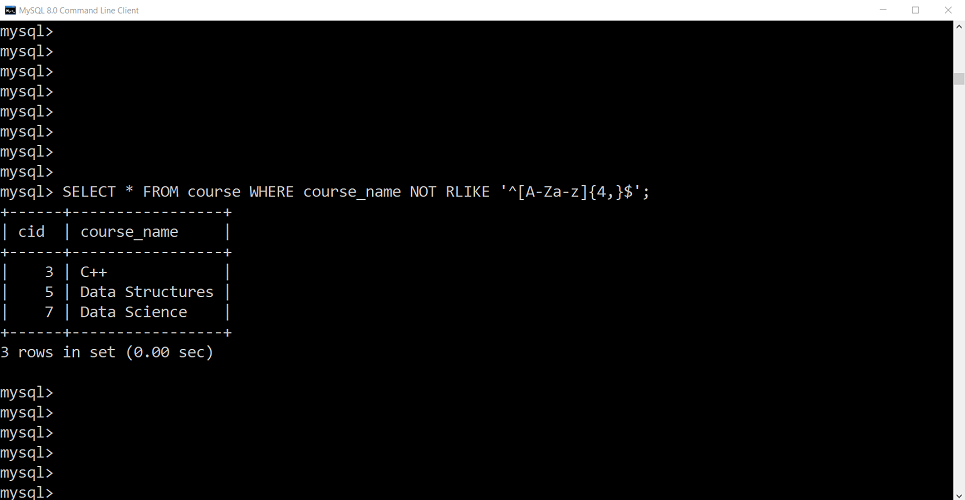 MySQL 8.0 Command Line Client
mysql>
mysql>
mysql>
mysql>
mysql>
mysql>
mysql>
mysql>
mysql> SELECT * FROM course WHERE course_name NOT RLIKE '^[A-Za-z]{4,}$';
+------+-----------------+
| cid  | course_name     |
+------+-----------------+
|    3 | C++             |
|    5 | Data Structures |
|    7 | Data Science    |
+------+-----------------+
3 rows in set (0.00 sec)
mysql>
mysql>
mysql>
mysql>
mysql>
mysql>